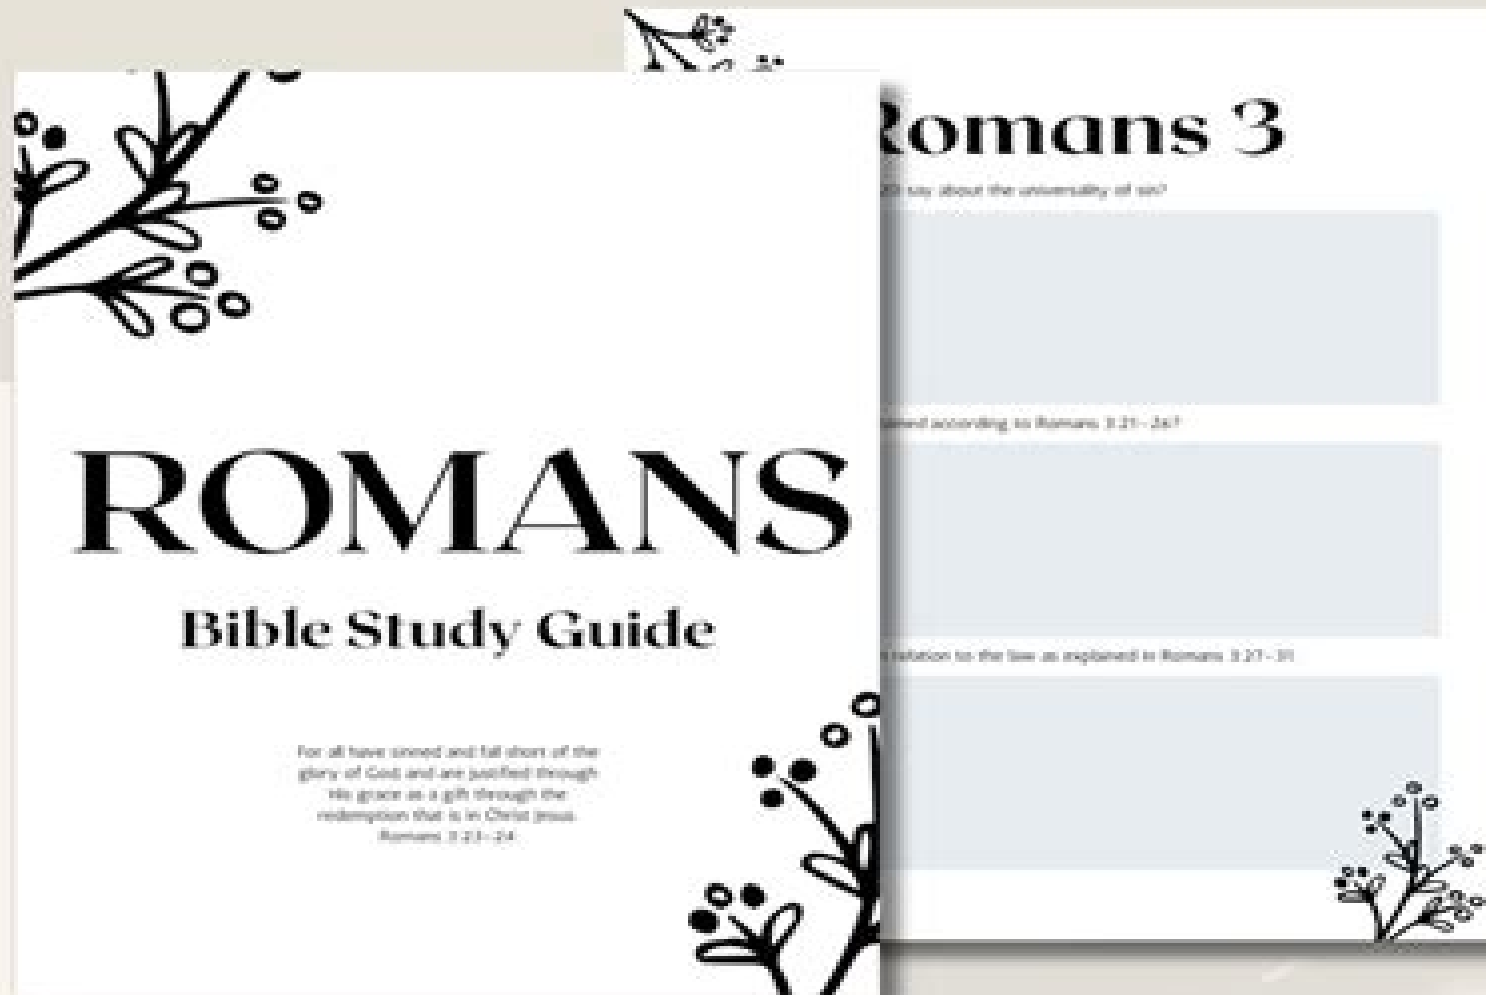 ROMANS
Bible Study Guide
For all have sinned and fall short of the
glory of God and are justified through
His grace as a gift through the
redemption that is in Christ Jesus
Romans 3:23-24
Romans 3
say about the universality of sin?
according to Romans 3:21-26?
relation to the law as explained in Romans 3:27-31